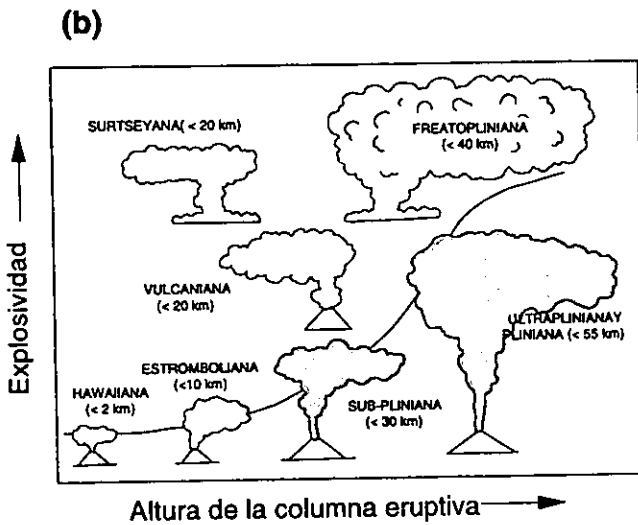 (b)
SURTSEYANA(< 20 km)
FREATOPLINIANA
(< 40 km)
VULCANIANA
(< 20 km)
ULTRAPLINIANAY
PLINIANA (< 55 km)
ESTROMBOLIANA
(<10 km)
HAWAIIANA
(< 2 km)
SUB-PLINIANA
(< 30 km)
Explosividad
Altura de la columna eruptiva